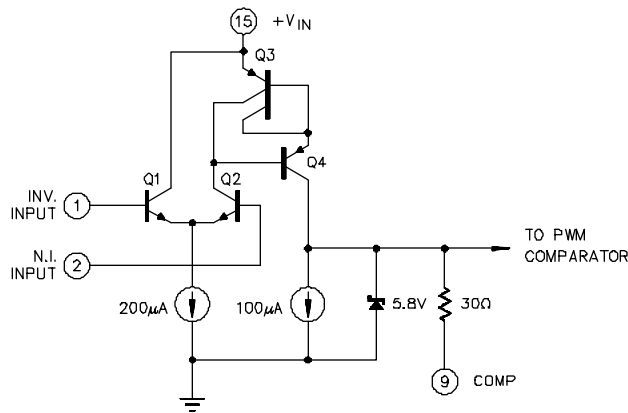 15 +VIN
Q3
Q4
Q1 Q2
INV.
INPUT 1
N.I.
INPUT 2
TO PWM
COMPARATOR
200µA 100µA 5.8V 30Ω
9 COMP